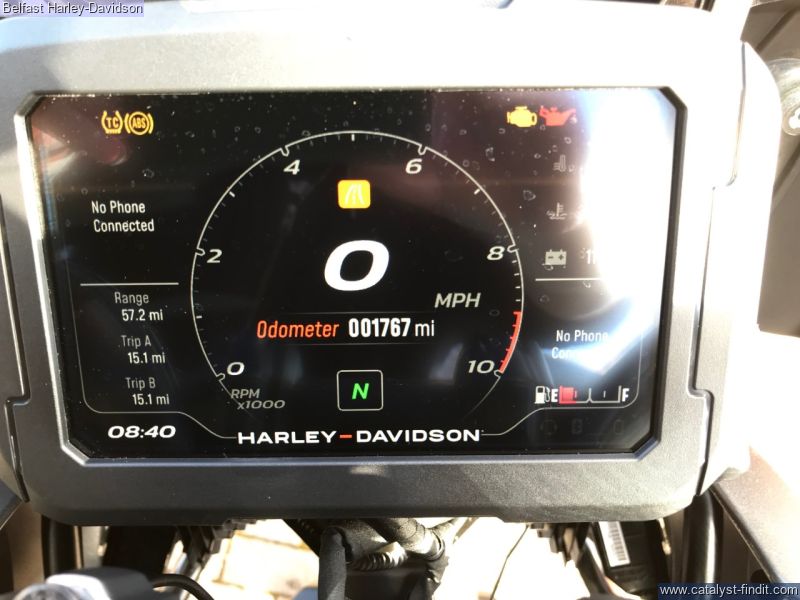 Belfast Harley-Davidson
TC
ABS
No Phone
Connected
Range
57.2 mi
Trip A
15.1 mi
Trip B
15.1 mi
08:40
0
2
4
6
8
10
RPM
x1000
0
MPH
Odometer 001767 mi
N
HARLEY-DAVIDSON
No Phone
E
F
www.catalyst-findit.com